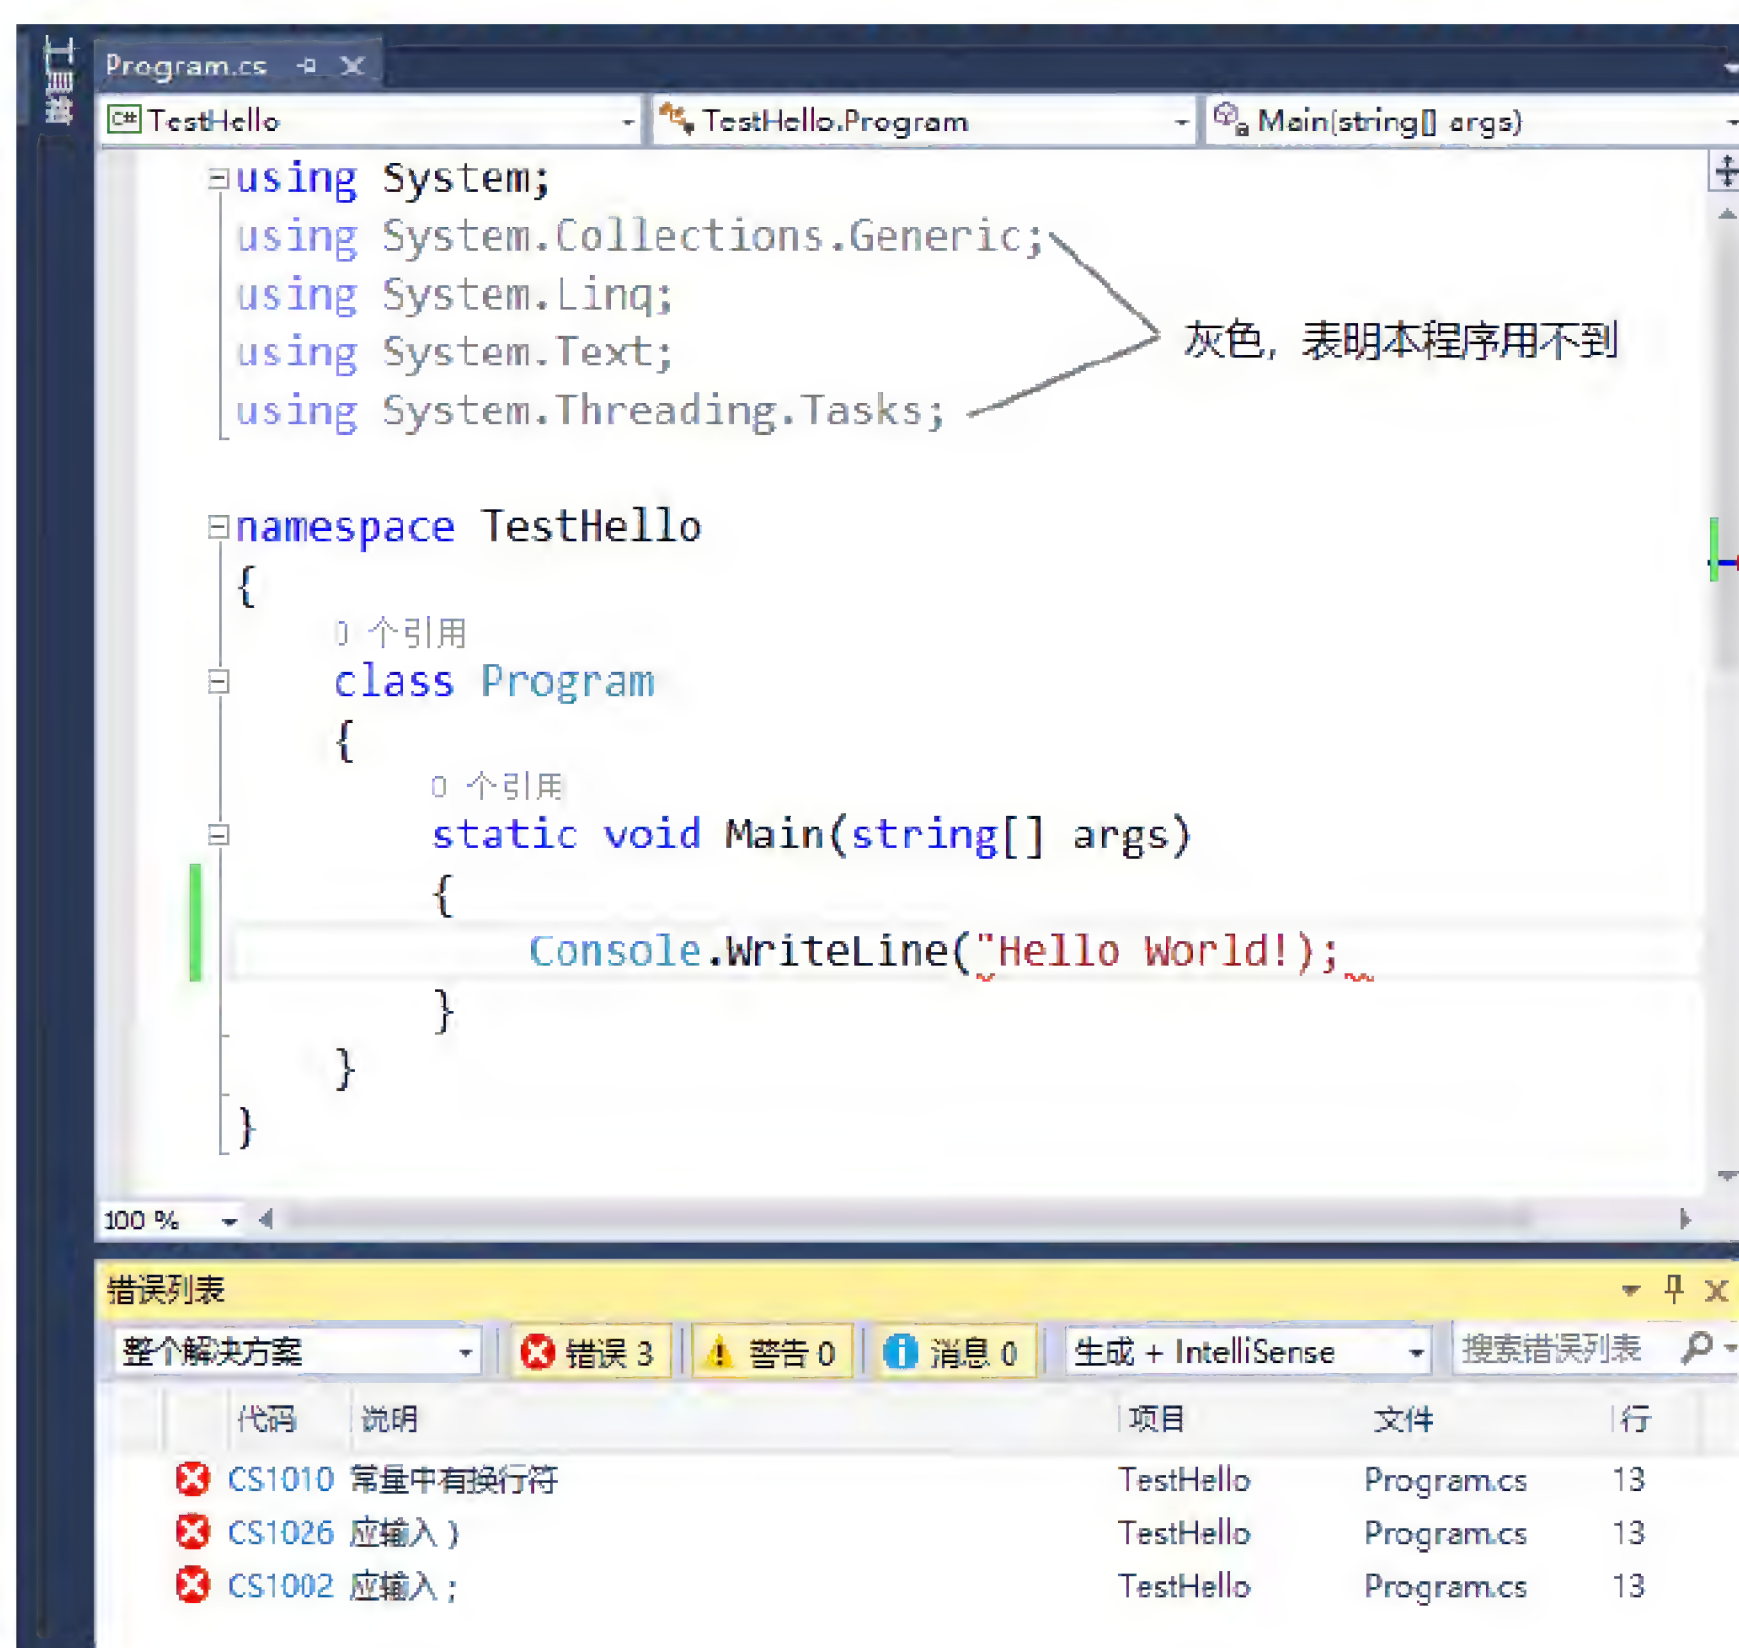 工具箱
Program.cs
TestHello
TestHello.Program
Main(string[] args)
using System;
using System.Collections.Generic;
using System.Linq;
using System.Text;
using System.Threading.Tasks;
灰色，表明本程序用不到
namespace TestHello
{
0 个引用
class Program
{
0 个引用
static void Main(string[] args)
{
Console.WriteLine("Hello World!);
}
}
}
100 %
错误列表
整个解决方案 错误 3 警告 0 消息 0 生成 + IntelliSense 搜索错误列表
代码 说明 项目 文件 行
CS1010 常量中有换行符 TestHello Program.cs 13
CS1026 应输入 ) TestHello Program.cs 13
CS1002 应输入 ; TestHello Program.cs 13